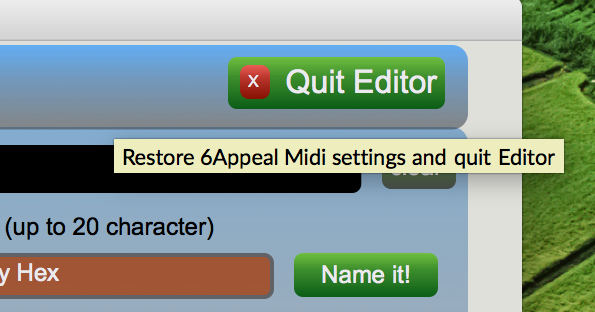 x Quit Editor
Restore 6Appeal Midi settings and quit Editor
(up to 20 character)
y Hex
Name it!